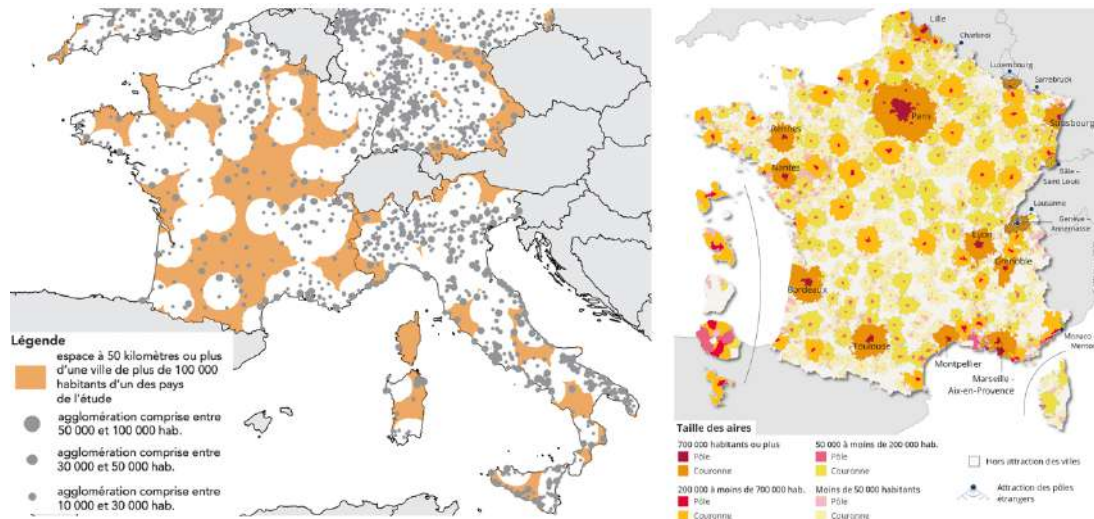 Légende
espace à 50 kilomètres ou plus
d'une ville de plus de 100 000
habitants d'un des pays
de l'étude
agglomération comprise entre
50 000 et 100 000 hab.
agglomération comprise entre
30 000 et 50 000 hab.
agglomération comprise entre
10 000 et 30 000 hab.
Lille
Charleroi
Luxembourg
Sarrebruck
Paris
Strasbourg
Rennes
Nantes
Bâle –
Saint Louis
Lausanne
Genève –
Annemasse
Lyon
Grenoble
Bordeaux
Toulouse
Montpellier
Marseille -
Aix-en-Provence
Monaco
Taille des aires
700 000 habitants ou plus
Pôle
Couronne
200 000 à moins de 700 000 hab.
Pôle
Couronne
50 000 à moins de 200 000 hab.
Pôle
Couronne
Moins de 50 000 habitants
Pôle
Couronne
Hors attraction des villes
Attraction des pôles
étrangers